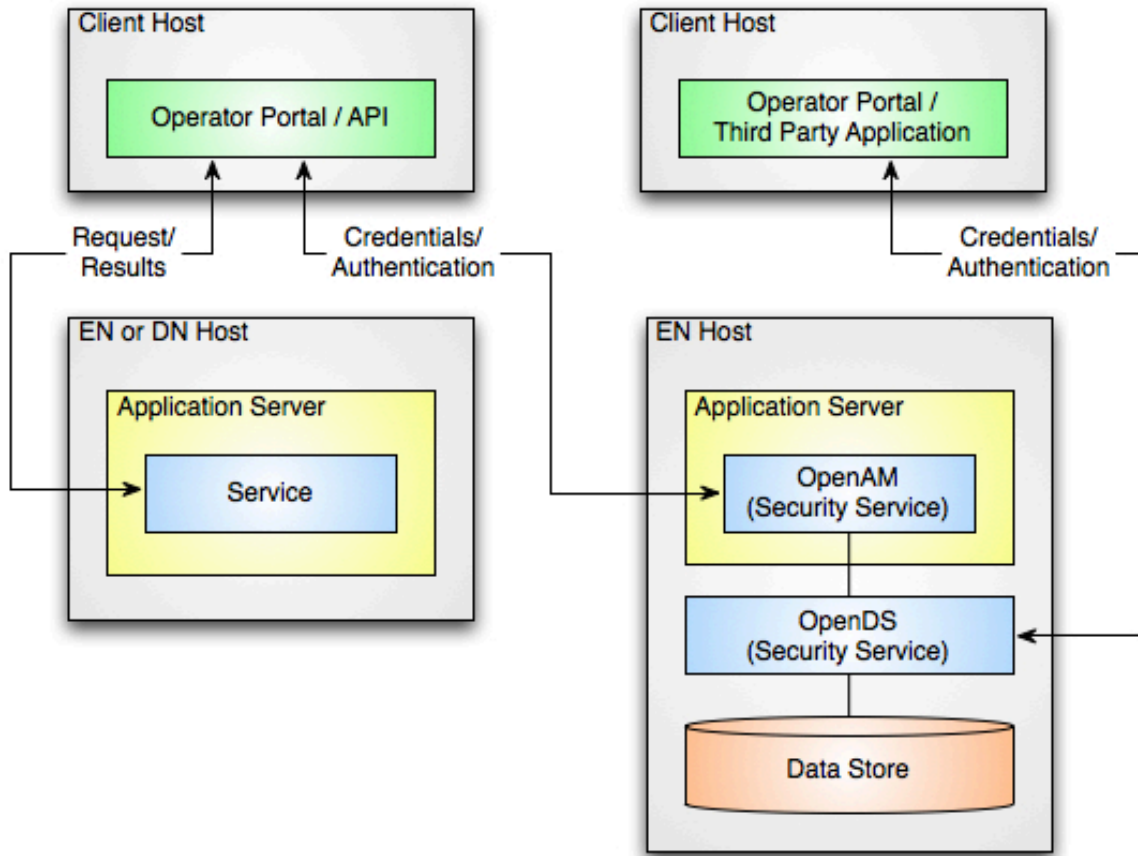 Client Host
Operator Portal / API
Client Host
Operator Portal /
Third Party Application
Request/
Results
Credentials/
Authentication
Credentials/
Authentication
EN or DN Host
Application Server
Service
EN Host
Application Server
OpenAM
(Security Service)
OpenDS
(Security Service)
Data Store